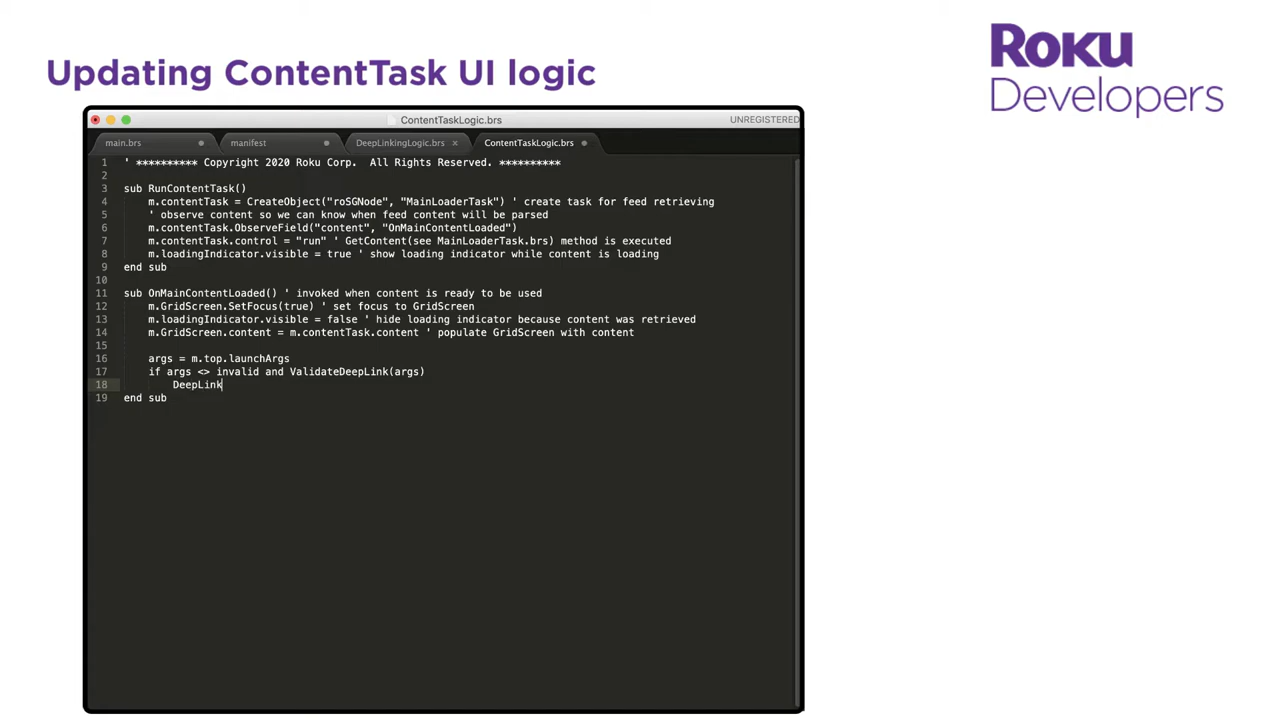 Updating ContentTask UI logic
ROKU
Developers
ContentTaskLogic.brs
UNREGISTERED
main.brs
manifest
DeepLinkingLogic.brs
ContentTaskLogic.brs
1 ' ********** Copyright 2020 Roku Corp.  All Rights Reserved. **********
2
3 sub RunContentTask()
4     m.contentTask = CreateObject("roSGNode", "MainLoaderTask") ' create task for feed retrieving
5     ' observe content so we can know when feed content will be parsed
6     m.contentTask.ObserveField("content", "OnMainContentLoaded")
7     m.contentTask.control = "run" ' GetContent(see MainLoaderTask.brs) method is executed
8     m.loadingIndicator.visible = true ' show loading indicator while content is loading
9 end sub
10
11 sub OnMainContentLoaded() ' invoked when content is ready to be used
12     m.GridScreen.SetFocus(true) ' set focus to GridScreen
13     m.loadingIndicator.visible = false ' hide loading indicator because content was retrieved
14     m.GridScreen.content = m.contentTask.content ' populate GridScreen with content
15
16     args = m.top.launchArgs
17     if args <> invalid and ValidateDeepLink(args)
18         DeepLink
19 end sub